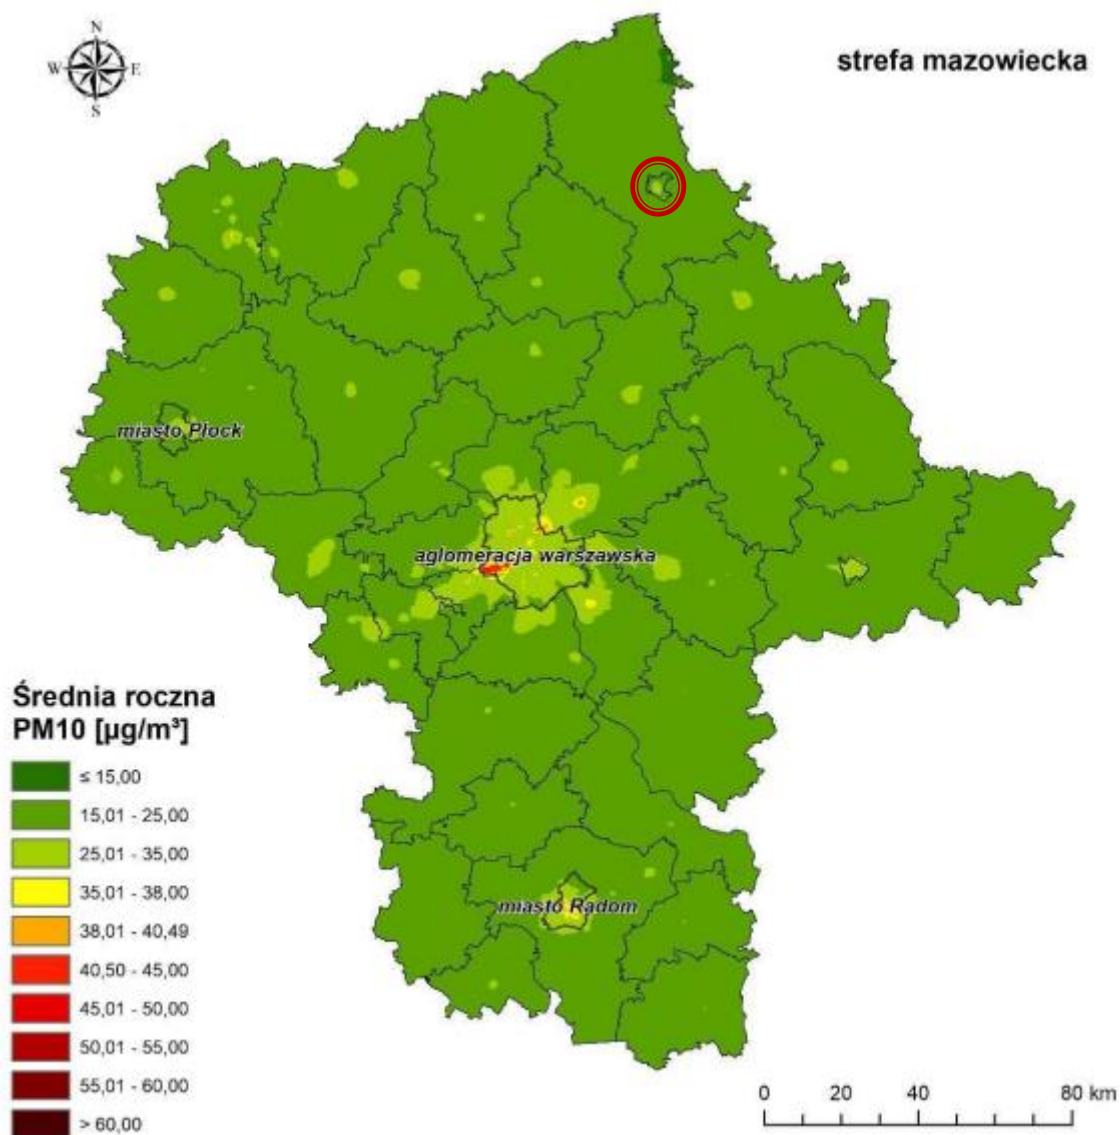 N
W
E
S
strefa mazowiecka
miasto Płock
aglomeracja warszawska
miasto Radom
Średnia roczna
PM10 [µg/m³]
≤ 15,00
15,01 - 25,00
25,01 - 35,00
35,01 - 38,00
38,01 - 40,49
40,50 - 45,00
45,01 - 50,00
50,01 - 55,00
55,01 - 60,00
> 60,00
0 20 40 80 km